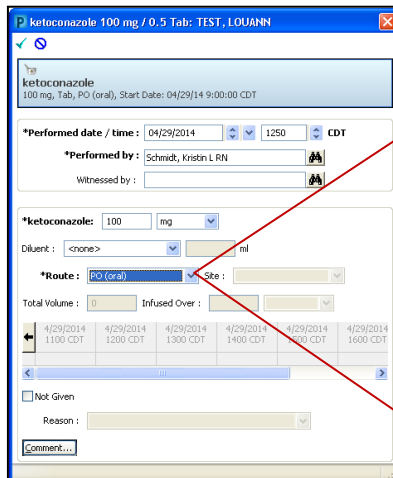 ketoconazole 100 mg / 0.5 Tab: TEST, LOUANN
ketoconazole
100 mg, Tab, PO (oral), Start Date: 04/29/14 9:00:00 CDT
*Performed date / time : 04/29/2014 1250 CDT
*Performed by : Schmidt, Kristin L RN
Witnessed by :
*ketoconazole: 100 mg
Diluent : <none> ml
*Route : PO (oral) Site :
Total Volume : 0 Infused Over :
4/29/2014 4/29/2014 4/29/2014 4/29/2014 4/29/2014 4/29/2014
1100 CDT 1200 CDT 1300 CDT 1400 CDT 1500 CDT 1600 CDT
Not Given
Reason :
Comment...